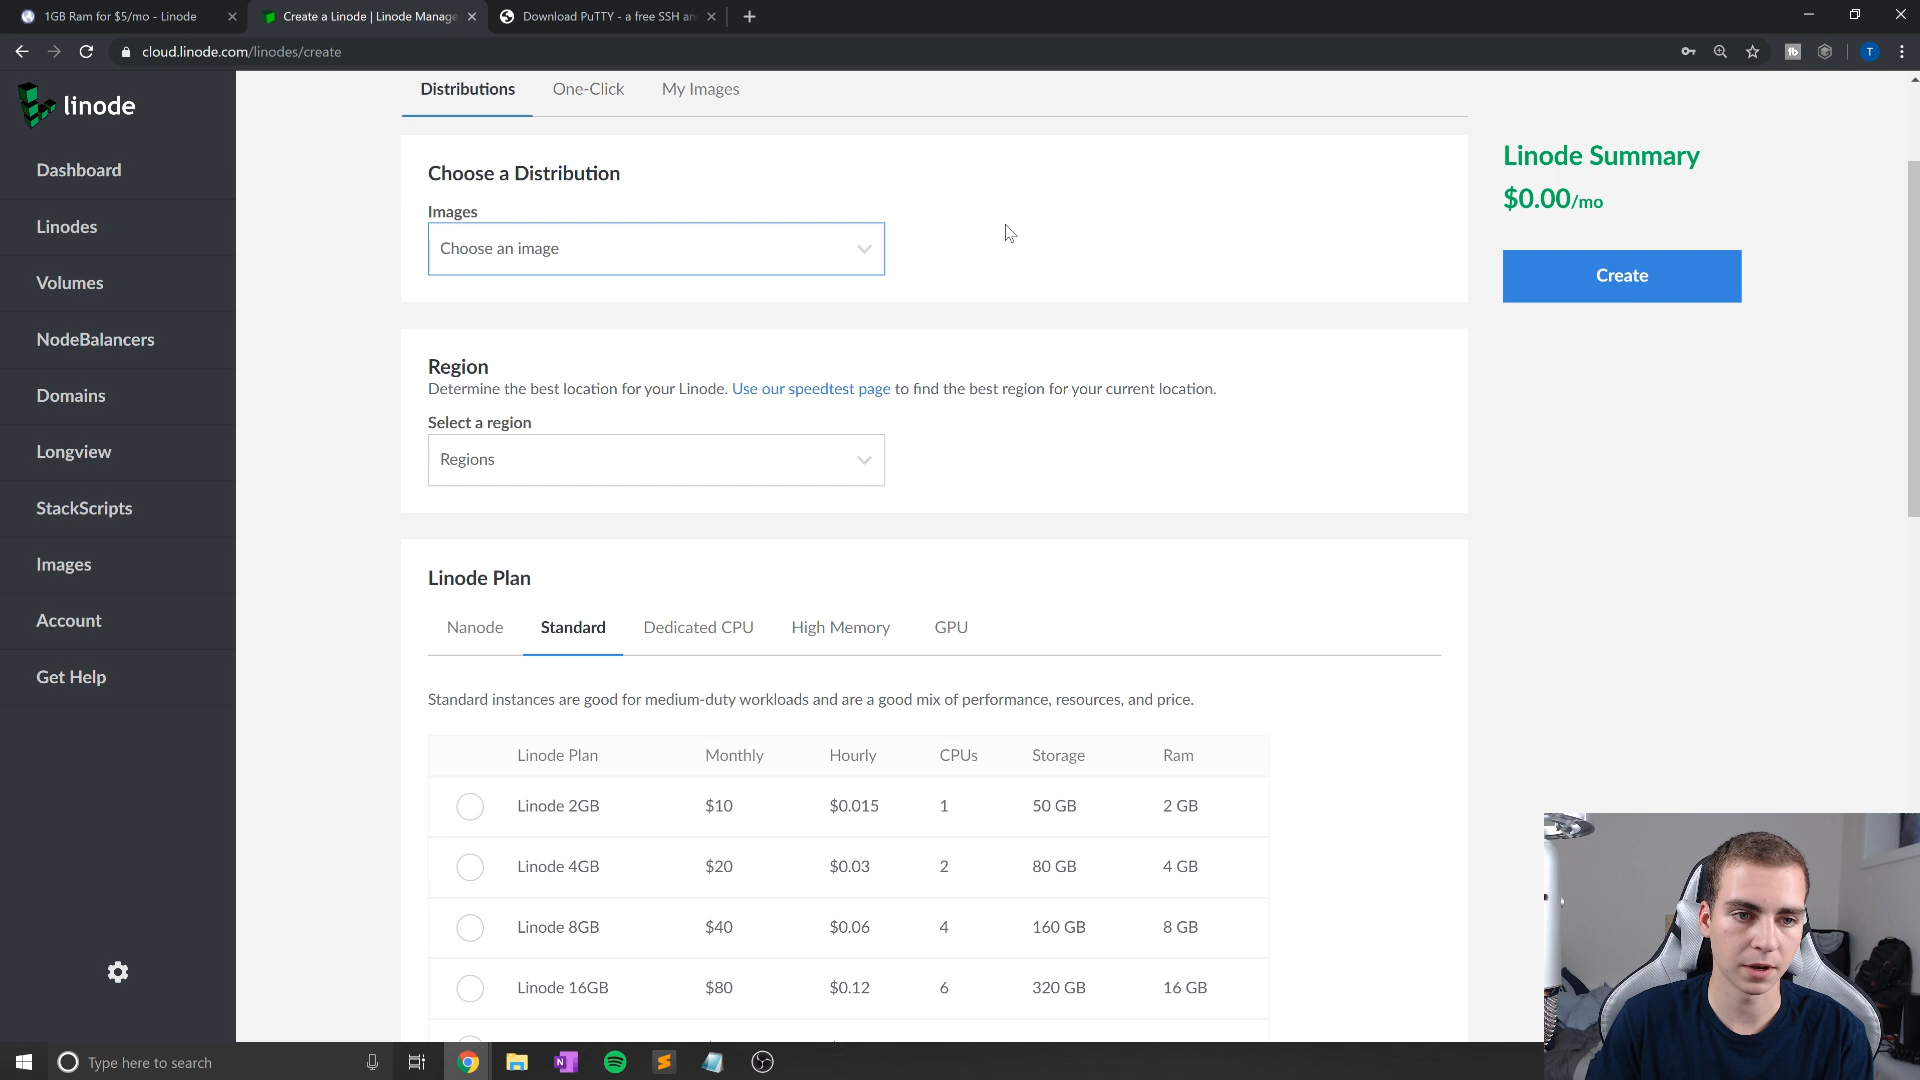 1GB Ram for $5/mo - Linode
Create a Linode | Linode Manage
Download PuTTY - a free SSH an
cloud.linode.com/linodes/create
T
linode
Dashboard
Linodes
Volumes
NodeBalancers
Domains
Longview
StackScripts
Images
Account
Get Help
Distributions One-Click My Images
Choose a Distribution
Images
Choose an image
Region
Determine the best location for your Linode. Use our speedtest page to find the best region for your current location.
Select a region
Regions
Linode Plan
Nanode Standard Dedicated CPU High Memory GPU
Standard instances are good for medium-duty workloads and are a good mix of performance, resources, and price.
Linode Plan Monthly Hourly CPUs Storage Ram
Linode 2GB $10 $0.015 1 50 GB 2 GB
Linode 4GB $20 $0.03 2 80 GB 4 GB
Linode 8GB $40 $0.06 4 160 GB 8 GB
Linode 16GB $80 $0.12 6 320 GB 16 GB
Linode Summary
$0.00/mo
Create
Type here to search